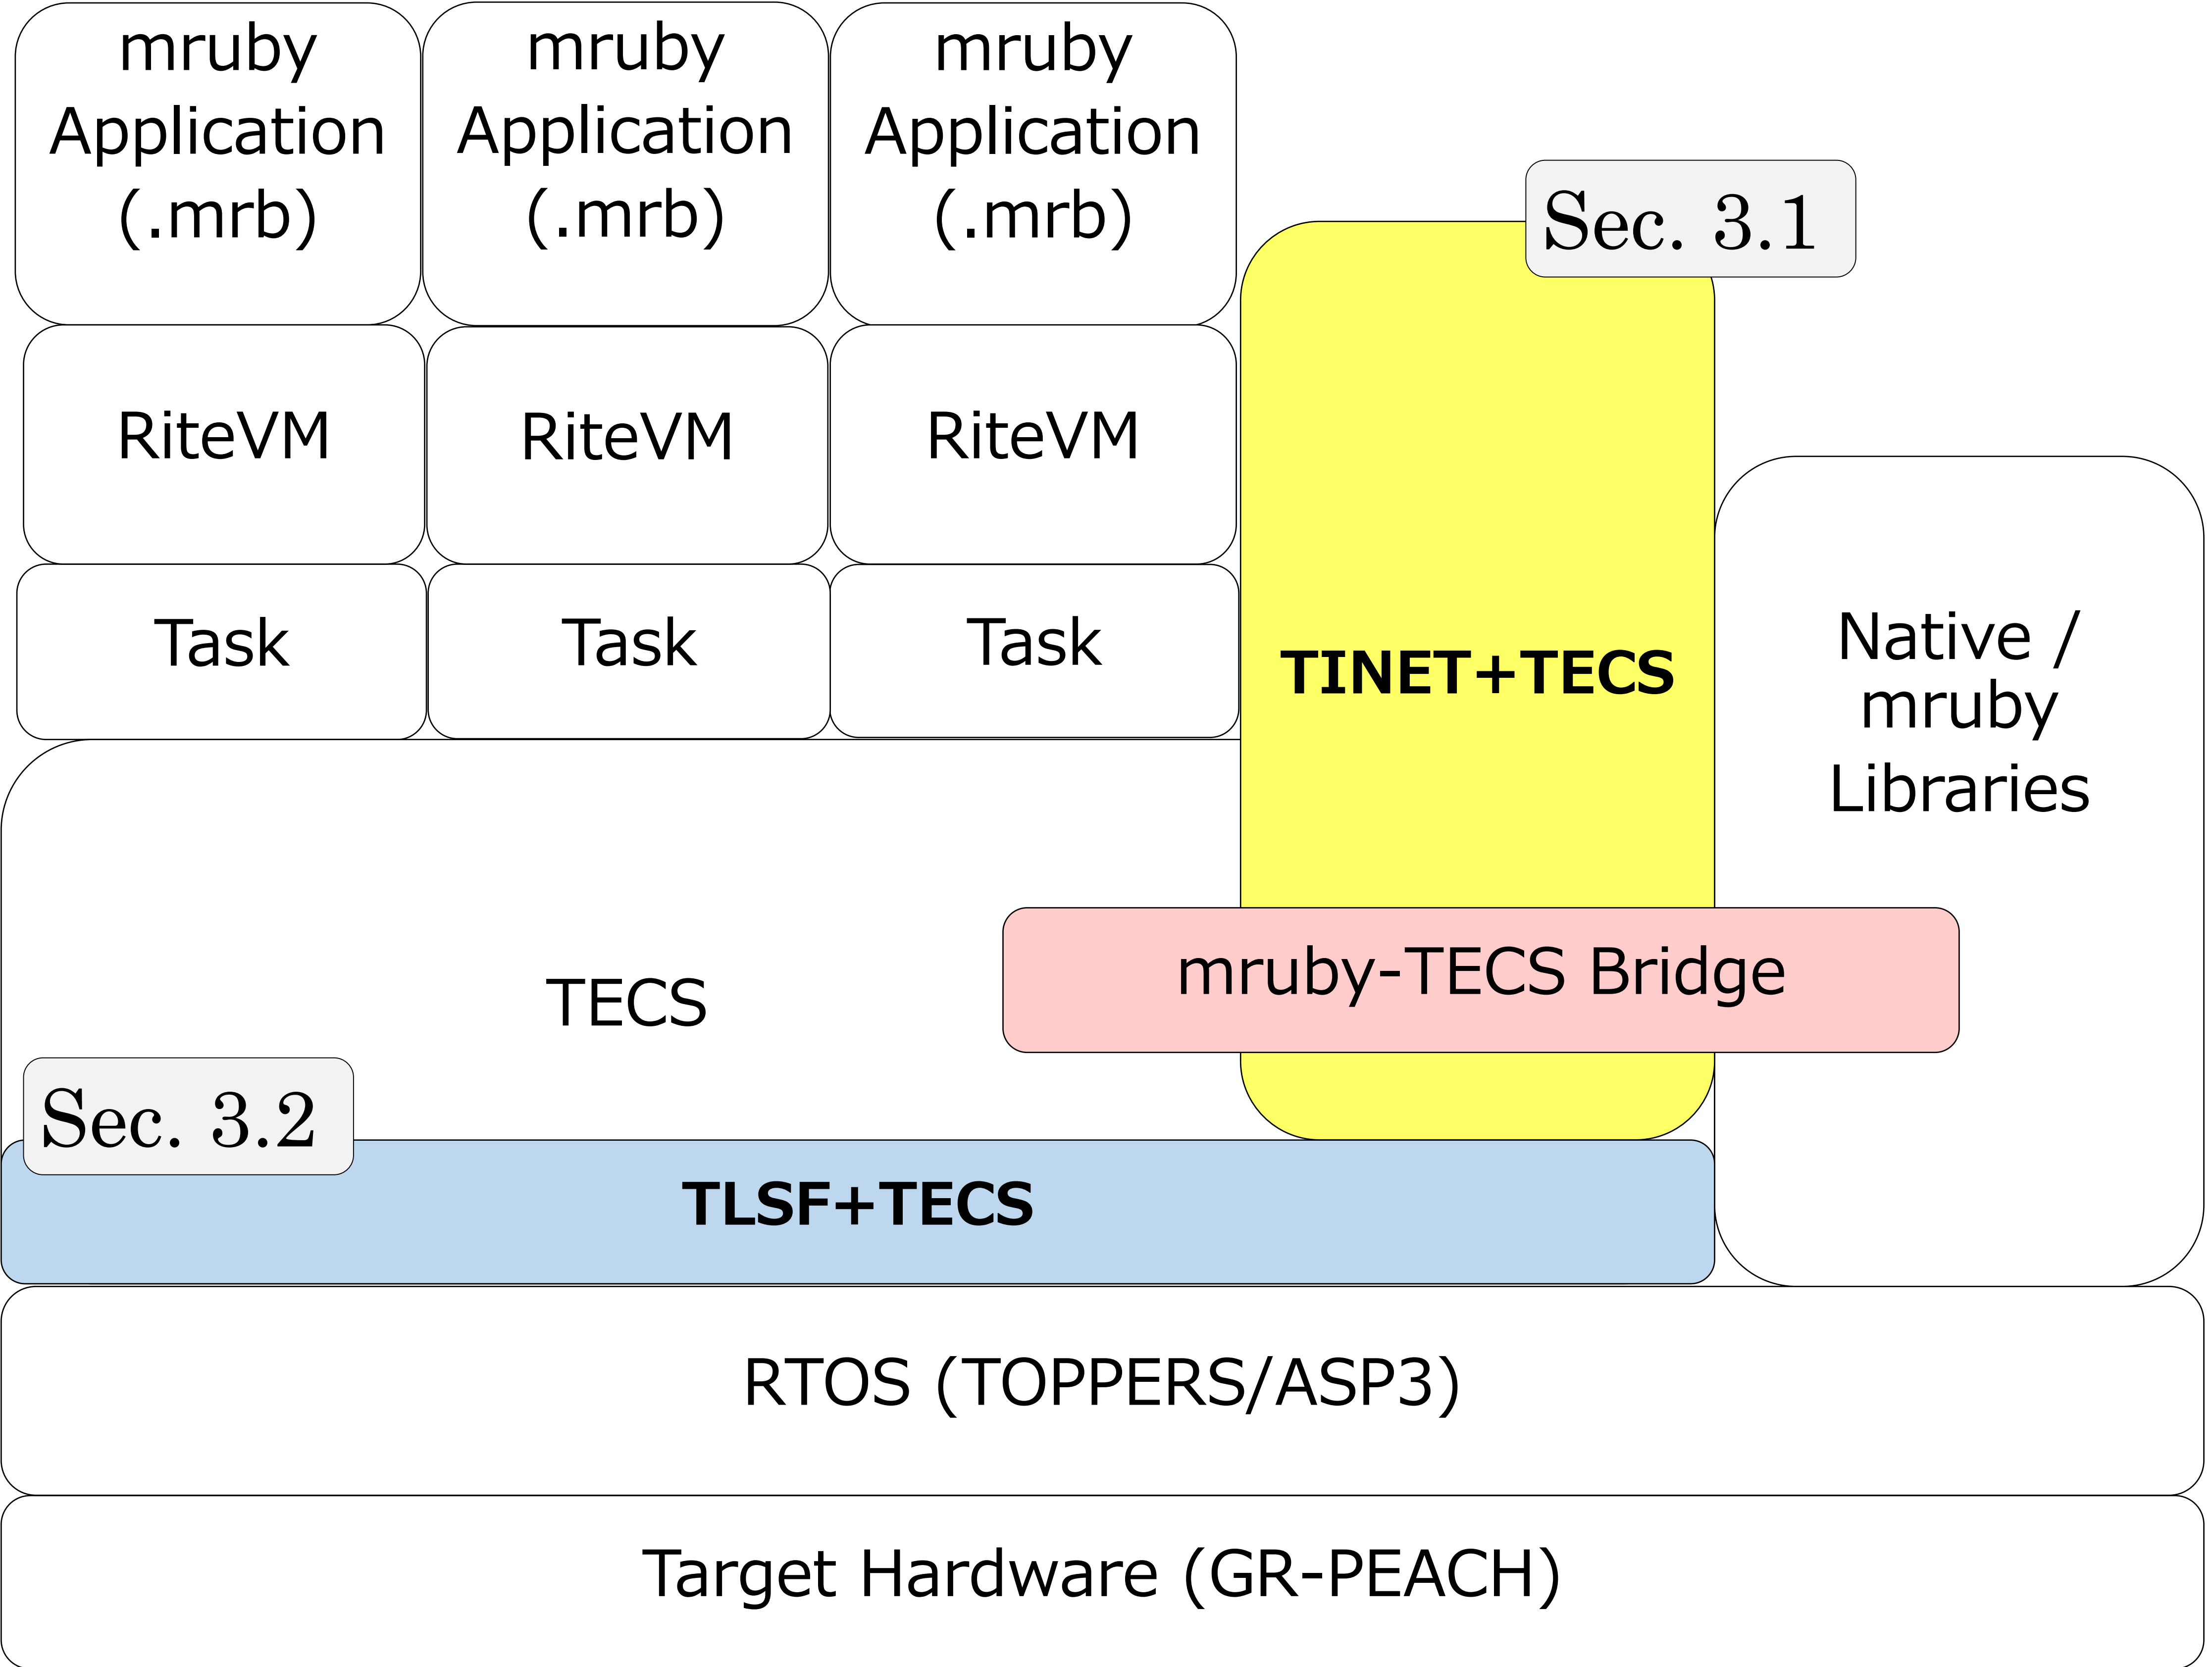 mruby
Application
(.mrb)
mruby
Application
(.mrb)
mruby
Application
(.mrb)
Sec. 3.1
RiteVM
RiteVM
RiteVM
Task
Task
Task
TINET+TECS
Native /
mruby
Libraries
TECS
mruby-TECS Bridge
Sec. 3.2
TLSF+TECS
RTOS (TOPPERS/ASP3)
Target Hardware (GR-PEACH)